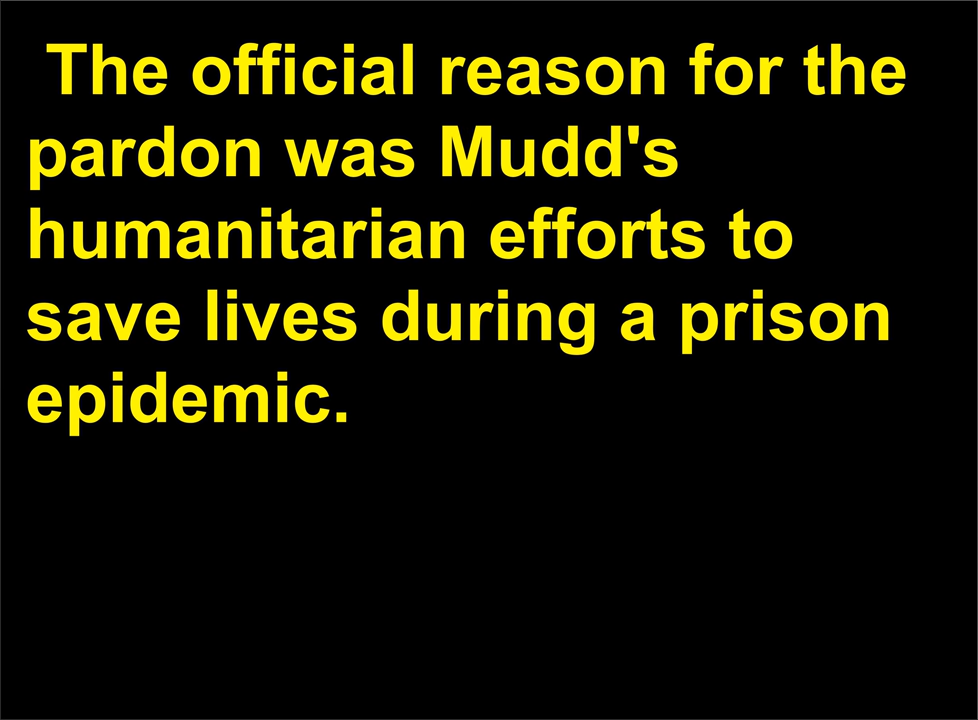 The official reason for the
pardon was Mudd's
humanitarian efforts to
save lives during a prison
epidemic.